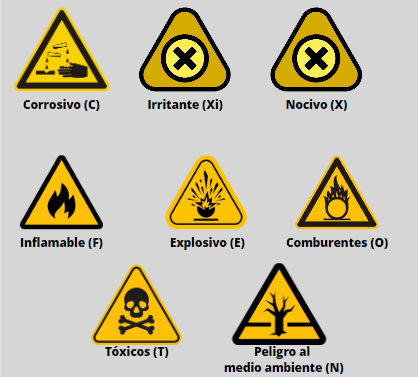 Corrosivo (C)
Irritante (Xi)
Nocivo (X)
Inflamable (F)
Explosivo (E)
Comburentes (O)
Tóxicos (T)
Peligro al
medio ambiente (N)